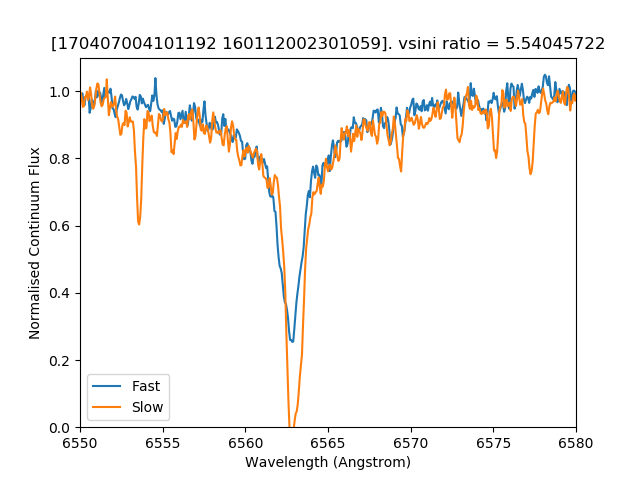 [170407004101192 160112002301059]. vsini ratio = 5.54045722
1.0
0.8
0.6
0.4
0.2
0.0
Normalised Continuum Flux
Fast
Slow
6550 6555 6560 6565 6570 6575 6580
Wavelength (Angstrom)